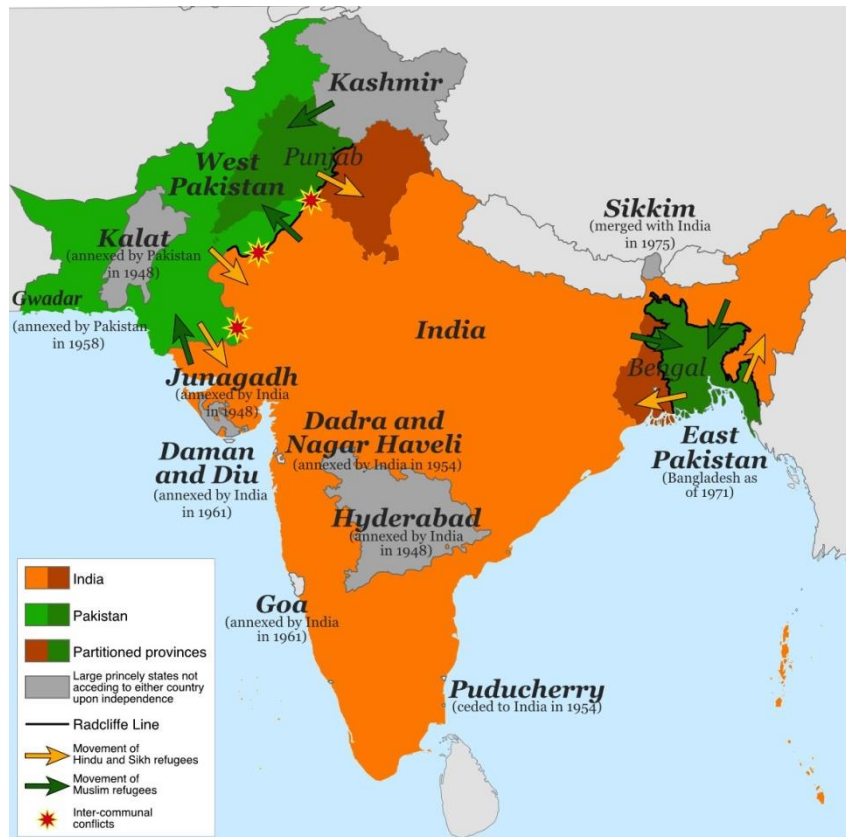 Kashmir
Punjab
West
Pakistan
Sikkim
(merged with India
in 1975)
Kalat
(annexed by Pakistan
in 1948)
Gwadar
(annexed by Pakistan
in 1958)
India
Bengal
Junagadh
(annexed by India
in 1948)
Dadra and
Nagar Haveli
(annexed by India in 1954)
Daman
and Diu
(annexed by India
in 1961)
East
Pakistan
(Bangladesh as
of 1971)
Hyderabad
(annexed by India
in 1948)
Goa
(annexed by India
in 1961)
Puducherry
(ceded to India in 1954)
India
Pakistan
Partitioned provinces
Large princely states not
acceding to either country
upon independence
Radcliffe Line
Movement of
Hindu and Sikh refugees
Movement of
Muslim refugees
Inter-communal
conflicts